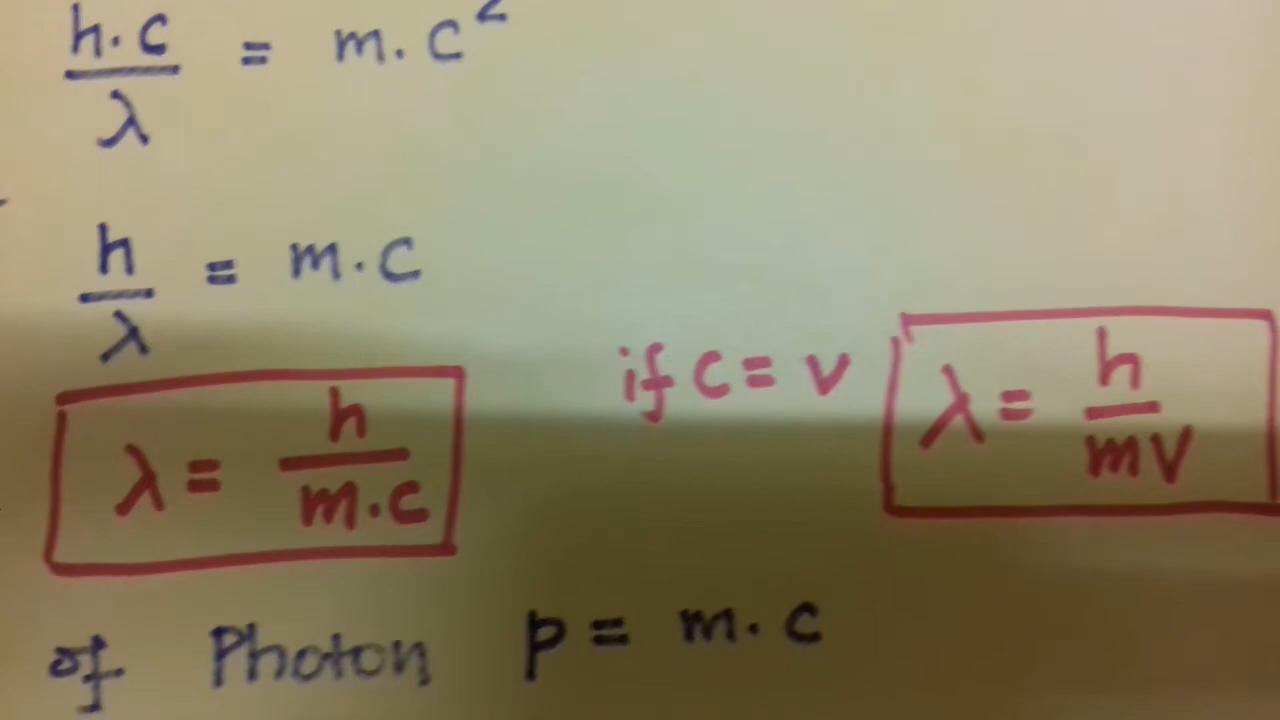 h.c/λ = m.c²
h/λ = m.c
λ = h/m.c
if c = v λ = h/mv
of Photon p = m.c